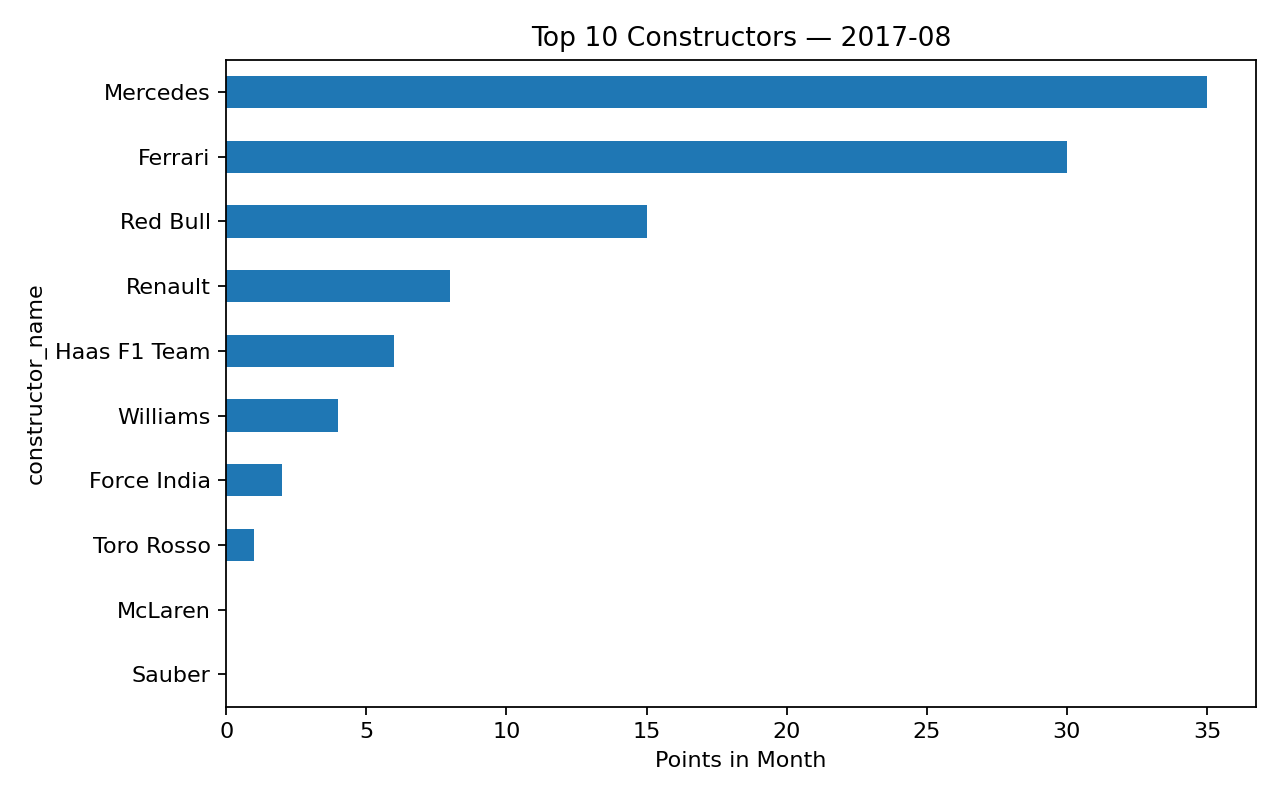 Top 10 Constructors — 2017-08
constructor_name
Mercedes
Ferrari
Red Bull
Renault
Haas F1 Team
Williams
Force India
Toro Rosso
McLaren
Sauber
0 5 10 15 20 25 30 35
Points in Month